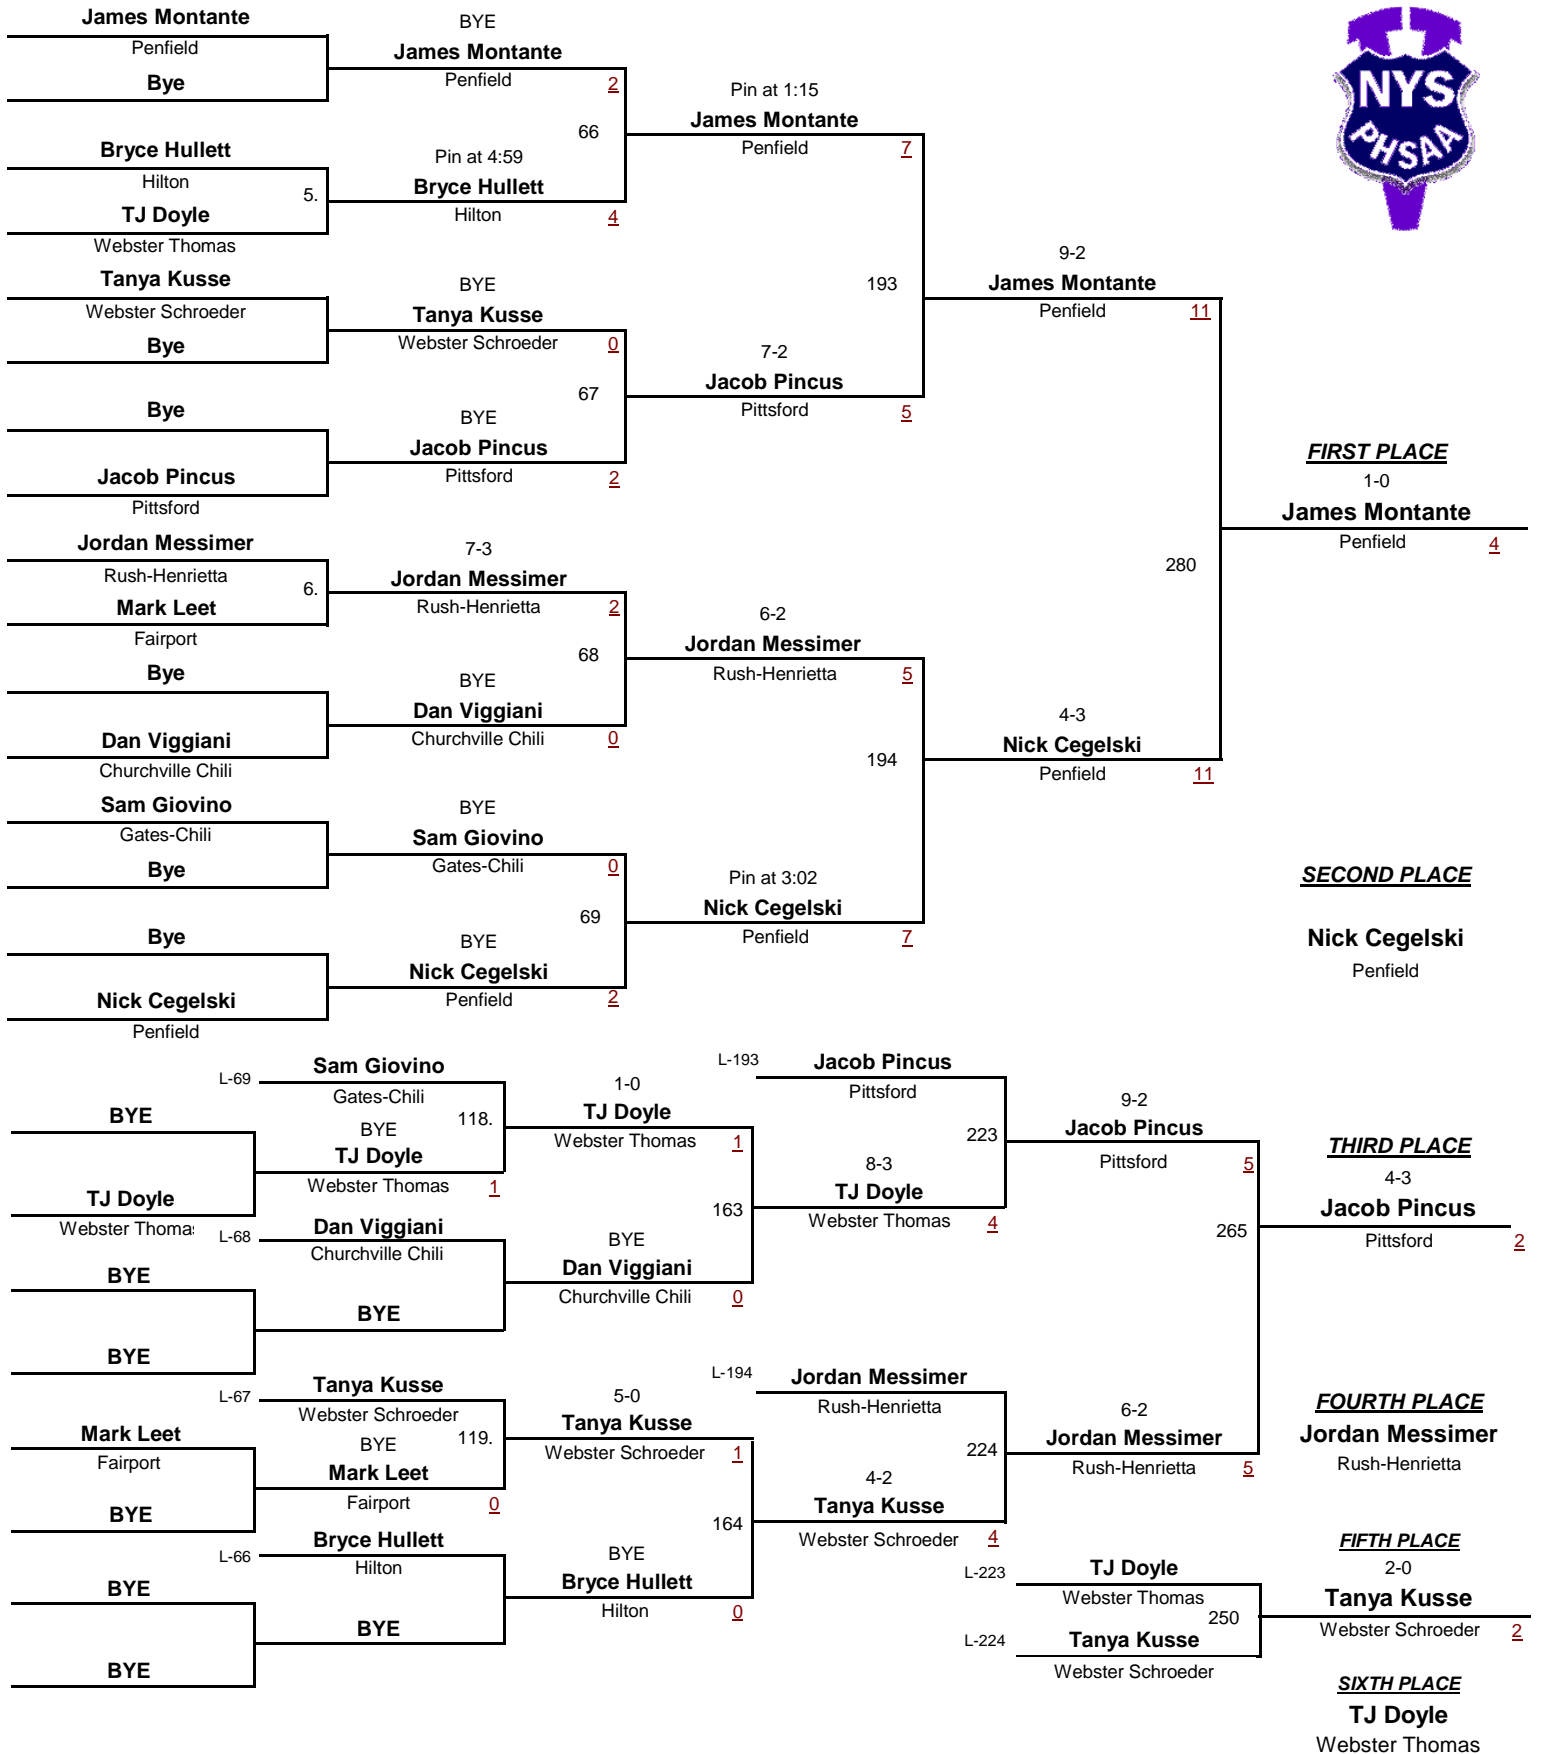 James Montante
Penfield
Bye
Bryce Hullett
Hilton
5.
TJ Doyle
Webster Thomas
Tanya Kusse
Webster Schroeder
Bye
Bye
Jacob Pincus
Pittsford
Jordan Messimer
Rush-Henrietta
6.
Mark Leet
Fairport
Bye
Dan Viggiani
Churchville Chili
Sam Giovino
Gates-Chili
Bye
Bye
Nick Cegelski
Penfield
BYE
James Montante
Penfield 2
66
Pin at 4:59
Bryce Hullett
Hilton 4
BYE
Tanya Kusse
Webster Schroeder 0
67
BYE
Jacob Pincus
Pittsford 2
7-3
Jordan Messimer
Rush-Henrietta 2
68
BYE
Dan Viggiani
Churchville Chili 0
BYE
Sam Giovino
Gates-Chili 0
69
BYE
Nick Cegelski
Penfield 2
Pin at 1:15
James Montante
Penfield 7
193
7-2
Jacob Pincus
Pittsford 5
6-2
Jordan Messimer
Rush-Henrietta 5
194
Pin at 3:02
Nick Cegelski
Penfield 7
9-2
James Montante
Penfield 11
280
4-3
Nick Cegelski
Penfield 11
NYS
PHSAA
FIRST PLACE
1-0
James Montante
Penfield 4
SECOND PLACE
Nick Cegelski
Penfield
BYE
TJ Doyle
Webster Thomas
BYE
BYE
Mark Leet
Fairport
BYE
BYE
BYE
L-69 Sam Giovino
Gates-Chili
118.
BYE
TJ Doyle
Webster Thomas 1
L-68 Dan Viggiani
Churchville Chili
BYE
L-67 Tanya Kusse
Webster Schroeder
119.
BYE
Mark Leet
Fairport 0
L-66 Bryce Hullett
Hilton
BYE
1-0
TJ Doyle
Webster Thomas 1
163
BYE
Dan Viggiani
Churchville Chili 0
5-0
Tanya Kusse
Webster Schroeder 1
164
BYE
Bryce Hullett
Hilton 0
L-193 Jacob Pincus
Pittsford
223
8-3
TJ Doyle
Webster Thomas 4
L-194 Jordan Messimer
Rush-Henrietta
224
4-2
Tanya Kusse
Webster Schroeder 4
9-2
Jacob Pincus
Pittsford 5
265
6-2
Jordan Messimer
Rush-Henrietta 5
L-223 TJ Doyle
Webster Thomas
250
L-224 Tanya Kusse
Webster Schroeder
THIRD PLACE
4-3
Jacob Pincus
Pittsford 2
FOURTH PLACE
Jordan Messimer
Rush-Henrietta
FIFTH PLACE
2-0
Tanya Kusse
Webster Schroeder 2
SIXTH PLACE
TJ Doyle
Webster Thomas